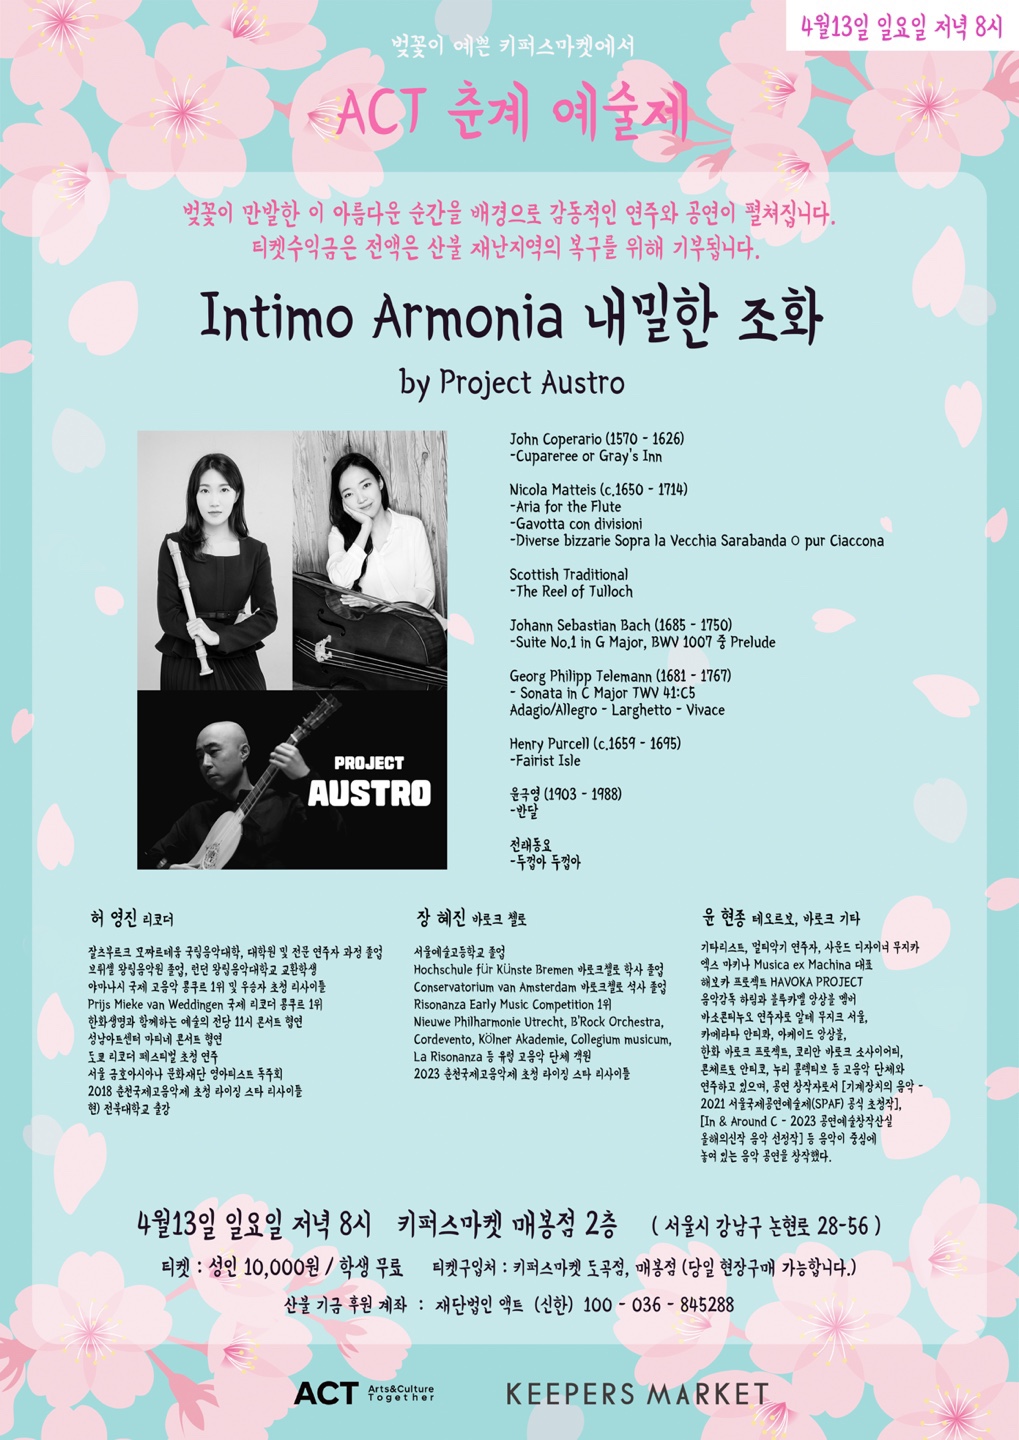 4월13일 일요일 저녁 8시
벚꽃이 예쁜 키퍼스마켓에서
ACT 춘계 예술제
벚꽃이 만발한 이 아름다운 순간을 배경으로 감동적인 연주와 공연이 펼쳐집니다.
티켓수익금은 전액은 산불 재난지역의 복구를 위해 기부됩니다.
Intimo Armonia 내밀한 조화
by Project Austro
PROJECT
AUSTRO
John Coperario (1570 - 1626)
-Cupareree or Gray's Inn
Nicola Matteis (c.1650 - 1714)
-Aria for the Flute
-Gavotta con divisioni
-Diverse bizzarie Sopra la Vecchia Sarabanda O pur Ciaccona
Scottish Traditional
-The Reel of Tulloch
Johann Sebastian Bach (1685 - 1750)
-Suite No.1 in G Major, BWV 1007 중 Prelude
Georg Philipp Telemann (1681 - 1767)
- Sonata in C Major TWV 41:C5
Adagio/Allegro - Larghetto - Vivace
Henry Purcell (c.1659 - 1695)
-Fairist Isle
윤극영 (1903 - 1988)
-반달
전래동요
-두껍아 두껍아
허 영진 리코더
잘츠부르크 모짜르테움 국립음악대학, 대학원 및 전문 연주자 과정 졸업
브뤼셀 왕립음악원 졸업, 런던 왕립음악대학교 교환학생
야마나시 국제 고음악 콩쿠르 1위 및 우승자 초청 리사이틀
Prijs Mieke van Weddingen 국제 리코더 콩쿠르 1위
한화생명과 함께하는 예술의 전당 11시 콘서트 협연
성남아트센터 마티네 콘서트 협연
도쿄 리코더 페스티벌 초청 연주
서울 금호아시아나 문화재단 영아티스트 독주회
2018 춘천국제고음악제 초청 라이징 스타 리사이틀
현) 전북대학교 출강
장 혜진 바로크 첼로
서울예술고등학교 졸업
Hochschule für Künste Bremen 바로크첼로 학사 졸업
Conservatorium van Amsterdam 바로크첼로 석사 졸업
Risonanza Early Music Competition 1위
Nieuwe Philharmonie Utrecht, B'Rock Orchestra,
Cordevento, Kölner Akademie, Collegium musicum,
La Risonanza 등 유럽 고음악 단체 객원
2023 춘천국제고음악제 초청 라이징 스타 리사이틀
윤 현종 테오르보, 바로크 기타
기타리스트, 멀티악기 연주자, 사운드 디자이너 무지카
엑스 마키나 Musica ex Machina 대표
해보카 프로젝트 HAVOKA PROJECT
음악감독 하림과 블루카멜 앙상블 멤버
바소콘티누오 연주자로 알테 무지크 서울,
카메라타 안티콰, 아케이드 앙상블,
한화 바로크 프로젝트, 코리안 바로크 소사이어티,
콘체르토 안티코, 누리 콜렉티브 등 고음악 단체와
연주하고 있으며, 공연 창작자로서 [기계장치의 음악 -
2021 서울국제공연예술제(SPAF) 공식 초청작],
[In & Around C - 2023 공연예술창작산실
올해의신작 음악 선정작] 등 음악이 중심에
놓여 있는 음악 공연을 창작했다.
4월13일 일요일 저녁 8시 키퍼스마켓 매봉점 2층 ( 서울시 강남구 논현로 28-56 )
티켓 : 성인 10,000원 / 학생 무료 티켓구입처 : 키퍼스마켓 도곡점, 매봉점 (당일 현장구매 가능합니다.)
산불 기금 후원 계좌 : 재단법인 액트 (신한) 100 - 036 - 845288
ACT Arts&Culture Together
KEEPERS MARKET